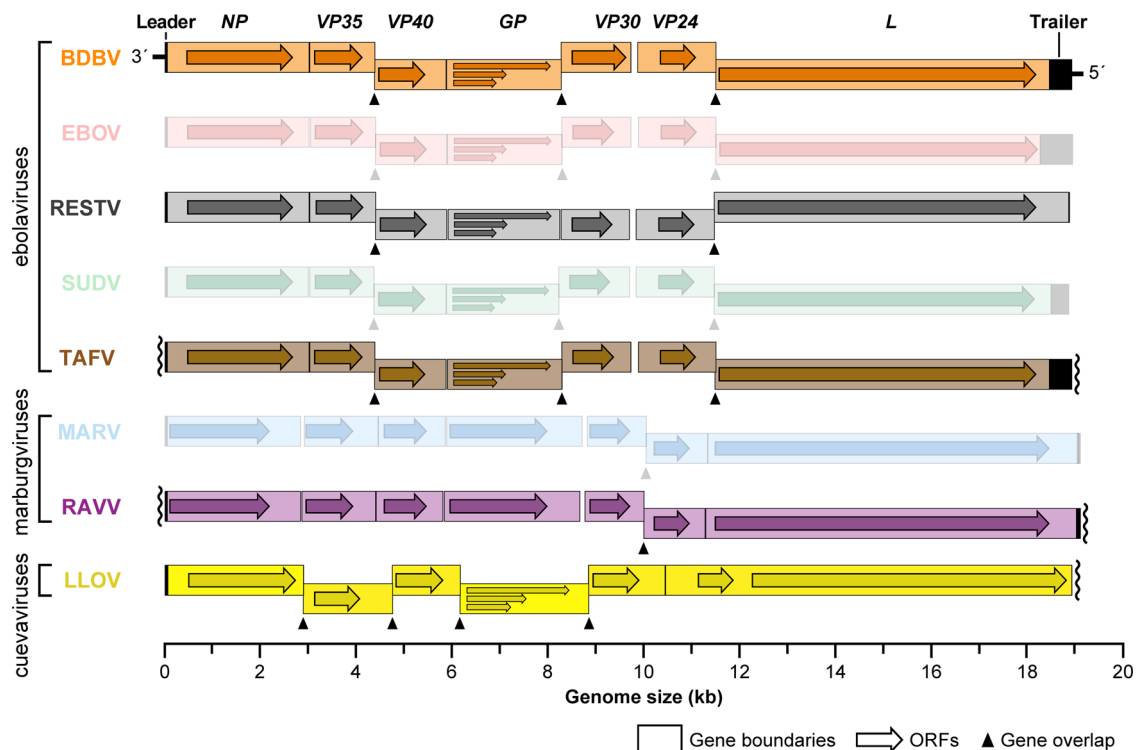 Leader NP VP35 VP40 GP VP30 VP24 L Trailer
ebolaviruses
3´ BDBV 5´
EBOV
RESTV
SUDV
TAFV
marburgviruses
MARV
RAVV
cuevaviruses
LLOV
0 2 4 6 8 10 12 14 16 18 20
Genome size (kb)
Gene boundaries ORFs Gene overlap